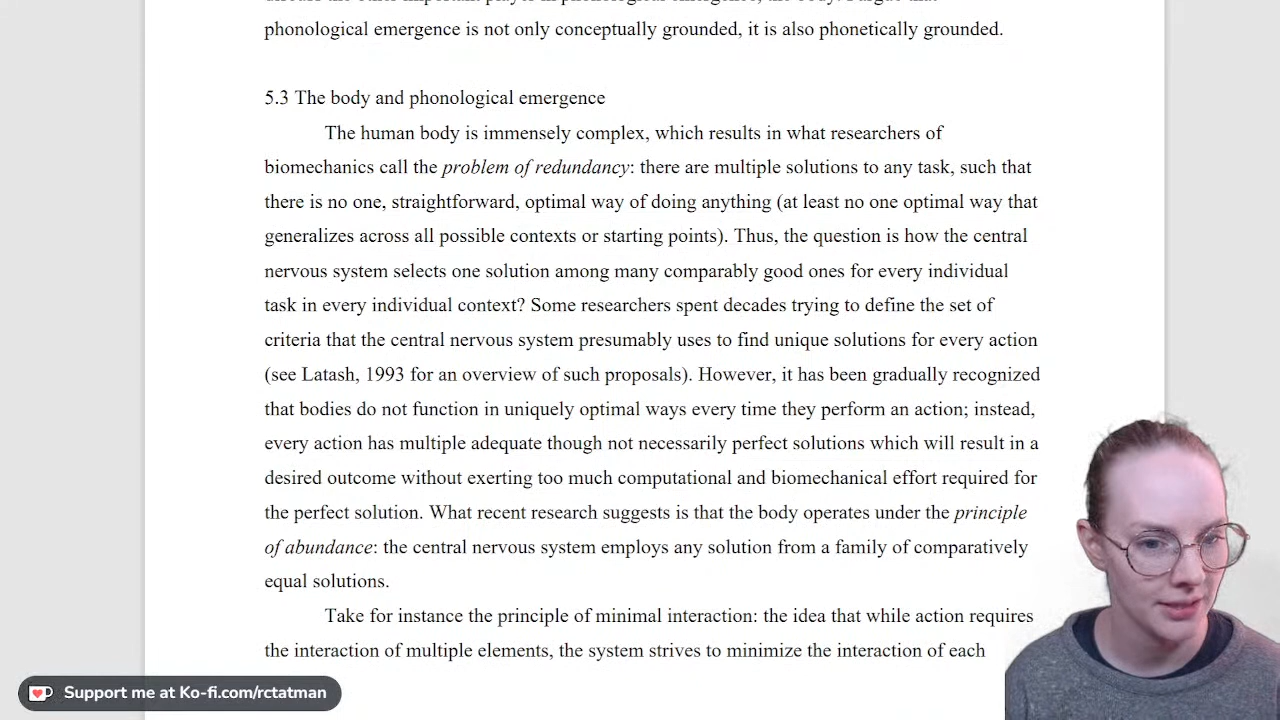 phonological emergence is not only conceptually grounded, it is also phonetically grounded.
5.3 The body and phonological emergence
The human body is immensely complex, which results in what researchers of
biomechanics call the problem of redundancy: there are multiple solutions to any task, such that
there is no one, straightforward, optimal way of doing anything (at least no one optimal way that
generalizes across all possible contexts or starting points). Thus, the question is how the central
nervous system selects one solution among many comparably good ones for every individual
task in every individual context? Some researchers spent decades trying to define the set of
criteria that the central nervous system presumably uses to find unique solutions for every action
(see Latash, 1993 for an overview of such proposals). However, it has been gradually recognized
that bodies do not function in uniquely optimal ways every time they perform an action; instead,
every action has multiple adequate though not necessarily perfect solutions which will result in a
desired outcome without exerting too much computational and biomechanical effort required for
the perfect solution. What recent research suggests is that the body operates under the principle
of abundance: the central nervous system employs any solution from a family of comparatively
equal solutions.
Take for instance the principle of minimal interaction: the idea that while action requires
the interaction of multiple elements, the system strives to minimize the interaction of each
Support me at Ko-fi.com/rctatman